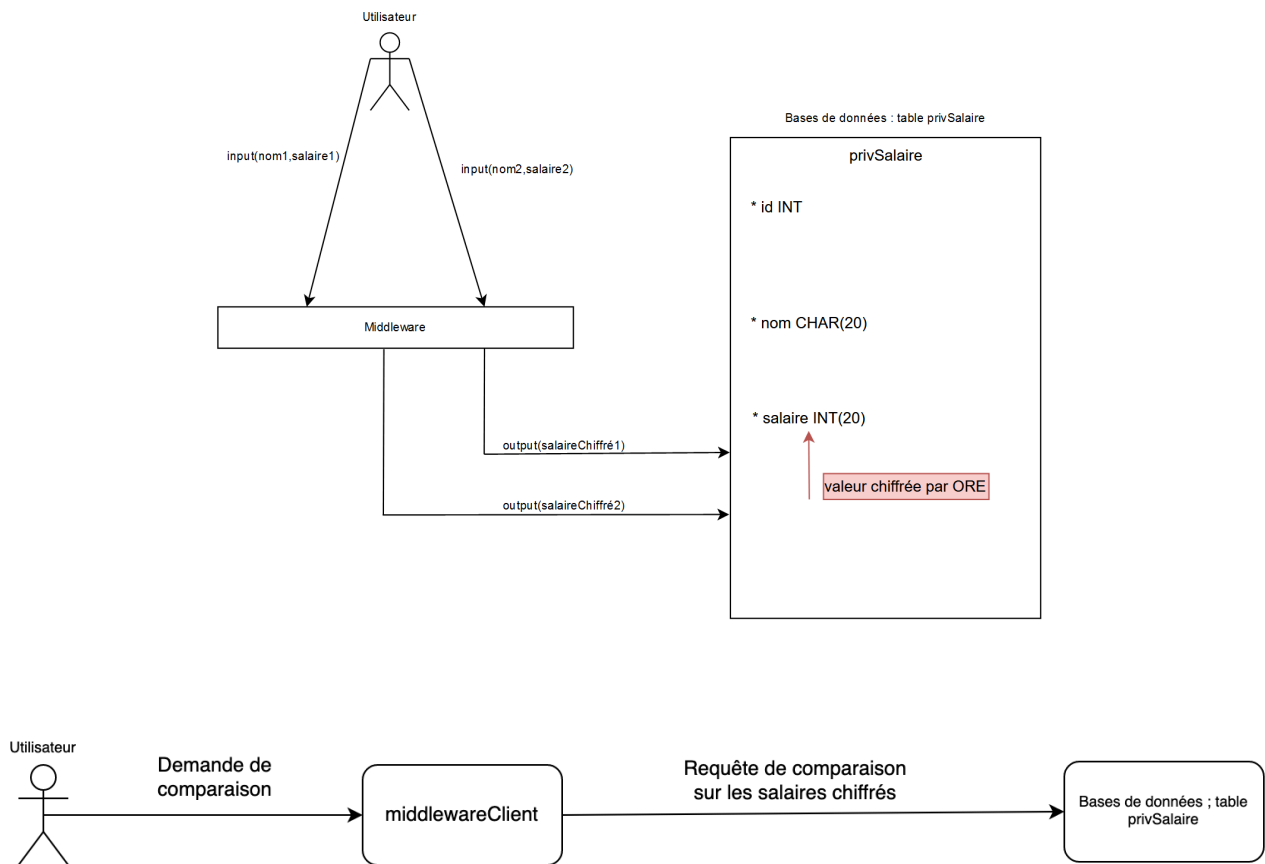 Utilisateur
input(nom1,salaire1)
input(nom2,salaire2)
Middleware
output(salaireChiffré1)
output(salaireChiffré2)
Bases de données : table privSalaire
privSalaire
* id INT
* nom CHAR(20)
* salaire INT(20)
valeur chiffrée par ORE
Utilisateur
Demande de
comparaison
middlewareClient
Requête de comparaison
sur les salaires chiffrés
Bases de données ; table
privSalaire